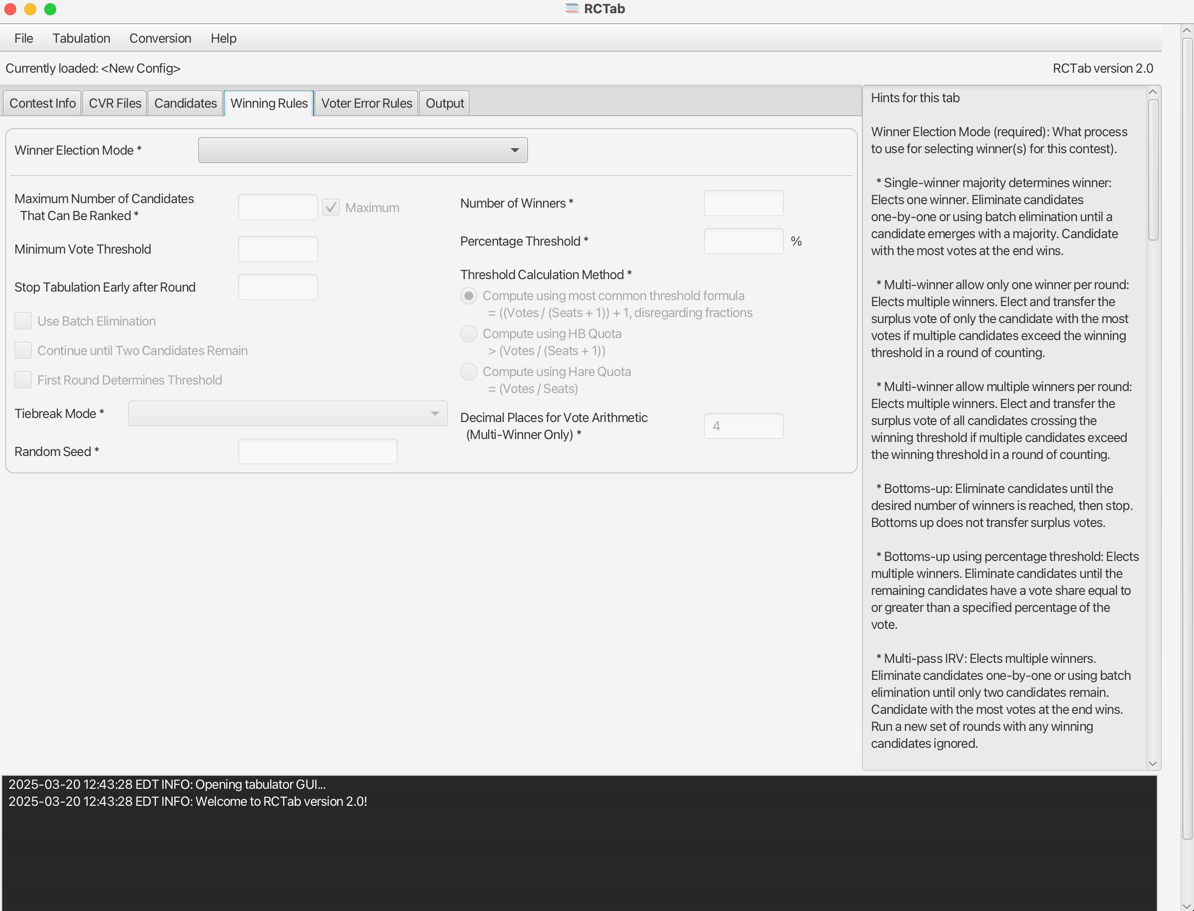 RCTab
File Tabulation Conversion Help
Currently loaded: <New Config>
RCTab version 2.0
Contest Info CVR Files Candidates Winning Rules Voter Error Rules Output
Winner Election Mode *
Maximum Number of Candidates
That Can Be Ranked *
Maximum
Minimum Vote Threshold
Stop Tabulation Early after Round
Use Batch Elimination
Continue until Two Candidates Remain
First Round Determines Threshold
Tiebreak Mode *
Random Seed *
Number of Winners *
Percentage Threshold *
%
Threshold Calculation Method *
Compute using most common threshold formula
= ((Votes / (Seats + 1)) + 1, disregarding fractions
Compute using HB Quota
> (Votes / (Seats + 1))
Compute using Hare Quota
= (Votes / Seats)
Decimal Places for Vote Arithmetic
(Multi-Winner Only) *
4
Hints for this tab
Winner Election Mode (required): What process
to use for selecting winner(s) for this contest).
* Single-winner majority determines winner:
Elects one winner. Eliminate candidates
one-by-one or using batch elimination until a
candidate emerges with a majority. Candidate
with the most votes at the end wins.
* Multi-winner allow only one winner per round:
Elects multiple winners. Elect and transfer the
surplus vote of only the candidate with the most
votes if multiple candidates exceed the winning
threshold in a round of counting.
* Multi-winner allow multiple winners per round:
Elects multiple winners. Elect and transfer the
surplus vote of all candidates crossing the
winning threshold if multiple candidates exceed
the winning threshold in a round of counting.
* Bottoms-up: Eliminate candidates until the
desired number of winners is reached, then stop.
Bottoms up does not transfer surplus votes.
* Bottoms-up using percentage threshold: Elects
multiple winners. Eliminate candidates until the
remaining candidates have a vote share equal to
or greater than a specified percentage of the
vote.
* Multi-pass IRV: Elects multiple winners.
Eliminate candidates one-by-one or using batch
elimination until only two candidates remain.
Candidate with the most votes at the end wins.
Run a new set of rounds with any winning
candidates ignored.
2025-03-20 12:43:28 EDT INFO: Opening tabulator GUI...
2025-03-20 12:43:28 EDT INFO: Welcome to RCTab version 2.0!